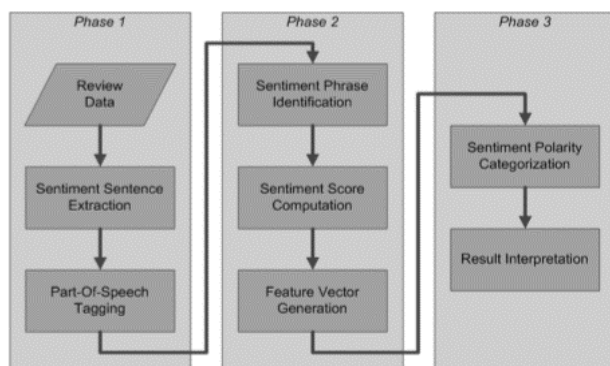 Phase 1
Review
Data
Sentiment Sentence
Extraction
Part-Of-Speech
Tagging
Phase 2
Sentiment Phrase
Identification
Sentiment Score
Computation
Feature Vector
Generation
Phase 3
Sentiment Polarity
Categorization
Result Interpretation